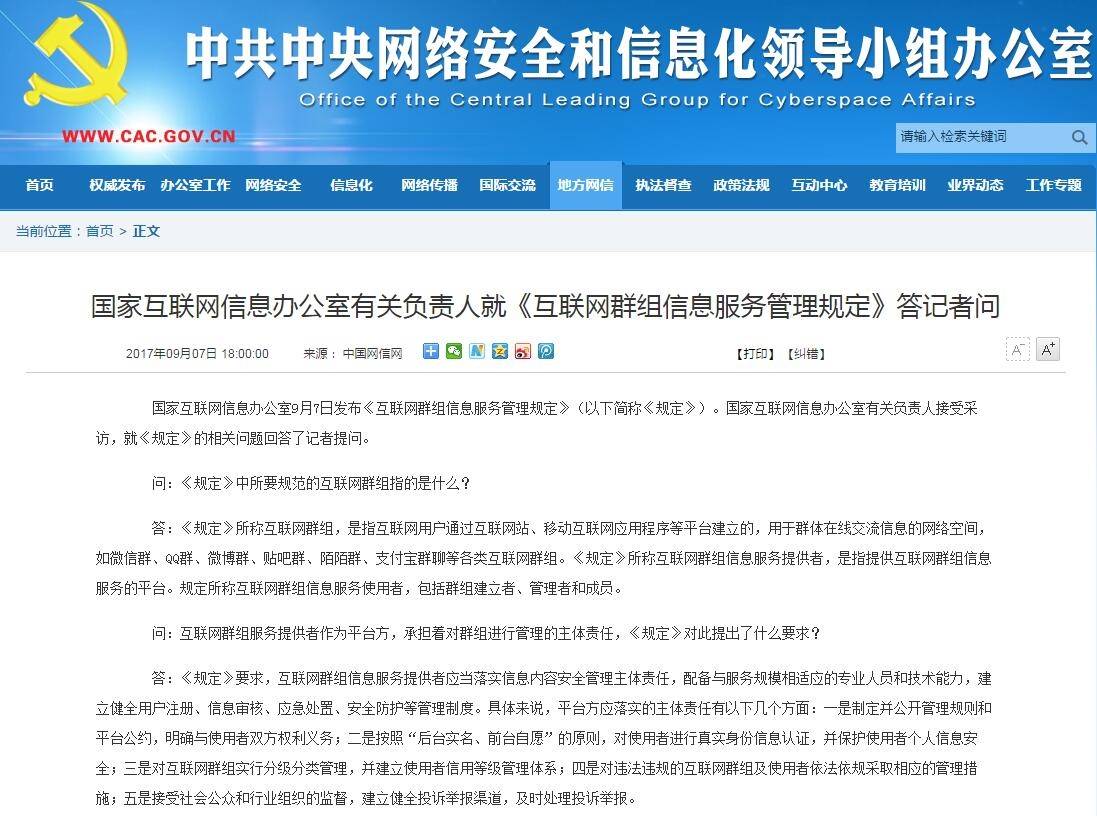 中共中央网络安全和信息化领导小组办公室
Office of the Central Leading Group for Cyberspace Affairs
WWW.CAC.GOV.CN
请输入检索关键词
首页 权威发布 办公室工作 网络安全 信息化 网络传播 国际交流 地方网信 执法督查 政策法规 互动中心 教育培训 业界动态 工作专题
当前位置：首页 > 正文
国家互联网信息办公室有关负责人就《互联网群组信息服务管理规定》答记者问
2017年09月07日 18:00:00 来源： 中国网信网 【打印】 【纠错】 A- A+
国家互联网信息办公室9月7日发布《互联网群组信息服务管理规定》（以下简称《规定》）。国家互联网信息办公室有关负责人接受采
访，就《规定》的相关问题回答了记者提问。
问：《规定》中所要规范的互联网群组指的是什么？
答：《规定》所称互联网群组，是指互联网用户通过互联网站、移动互联网应用程序等平台建立的，用于群体在线交流信息的网络空间，
如微信群、QQ群、微博群、贴吧群、陌陌群、支付宝群聊等各类互联网群组。《规定》所称互联网群组信息服务提供者，是指提供互联网群组信息
服务的平台。规定所称互联网群组信息服务使用者，包括群组建立者、管理者和成员。
问：互联网群组服务提供者作为平台方，承担着对群组进行管理的主体责任，《规定》对此提出了什么要求？
答：《规定》要求，互联网群组信息服务提供者应当落实信息内容安全管理主体责任，配备与服务规模相适应的专业人员和技术能力，建
立健全用户注册、信息审核、应急处置、安全防护等管理制度。具体来说，平台方应落实的主体责任有以下几个方面：一是制定并公开管理规则和
平台公约，明确与使用者双方权利义务；二是按照“后台实名、前台自愿”的原则，对使用者进行真实身份信息认证，并保护使用者个人信息安
全；三是对互联网群组实行分级分类管理，并建立使用者信用等级管理体系；四是对违法违规的互联网群组及使用者依法依规采取相应的管理措
施；五是接受社会公众和行业组织的监督，建立健全投诉举报渠道，及时处理投诉举报。